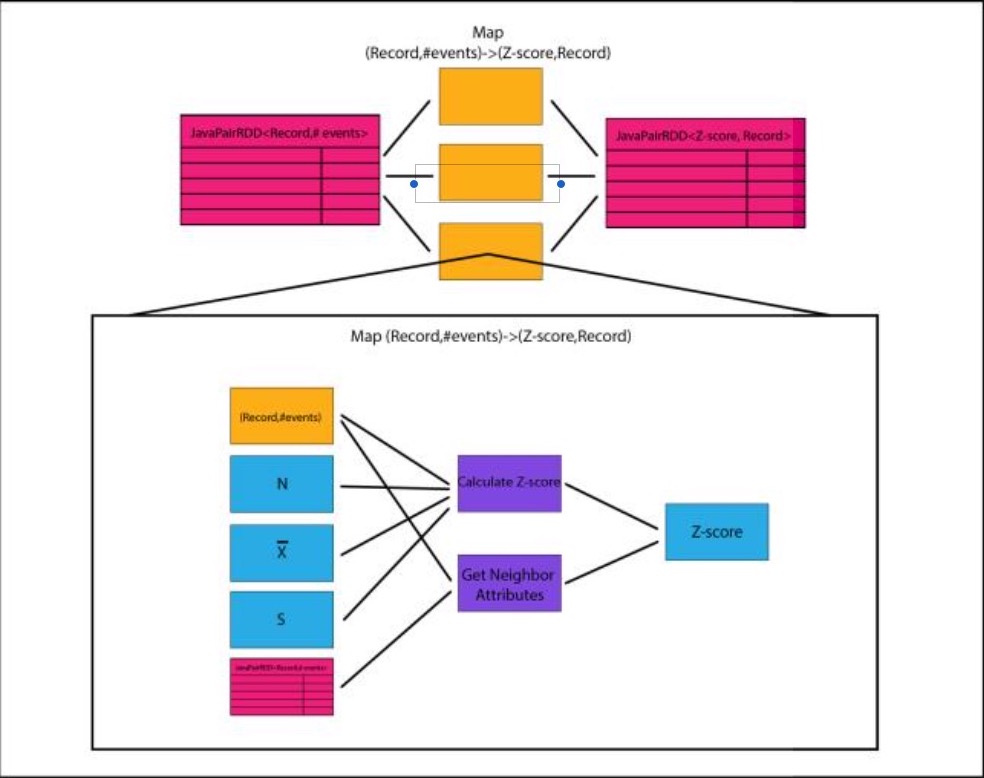 Map
(Record,#events)->(Z-score,Record)
JavaPairRDD<Record,# events>
JavaPairRDD<Z-score, Record>
Map (Record,#events)->(Z-score,Record)
(Record,#events)
N
Calculate Z-score
X̅
Z-score
Get Neighbor
Attributes
S
JavaPairRDD<Record,# events>